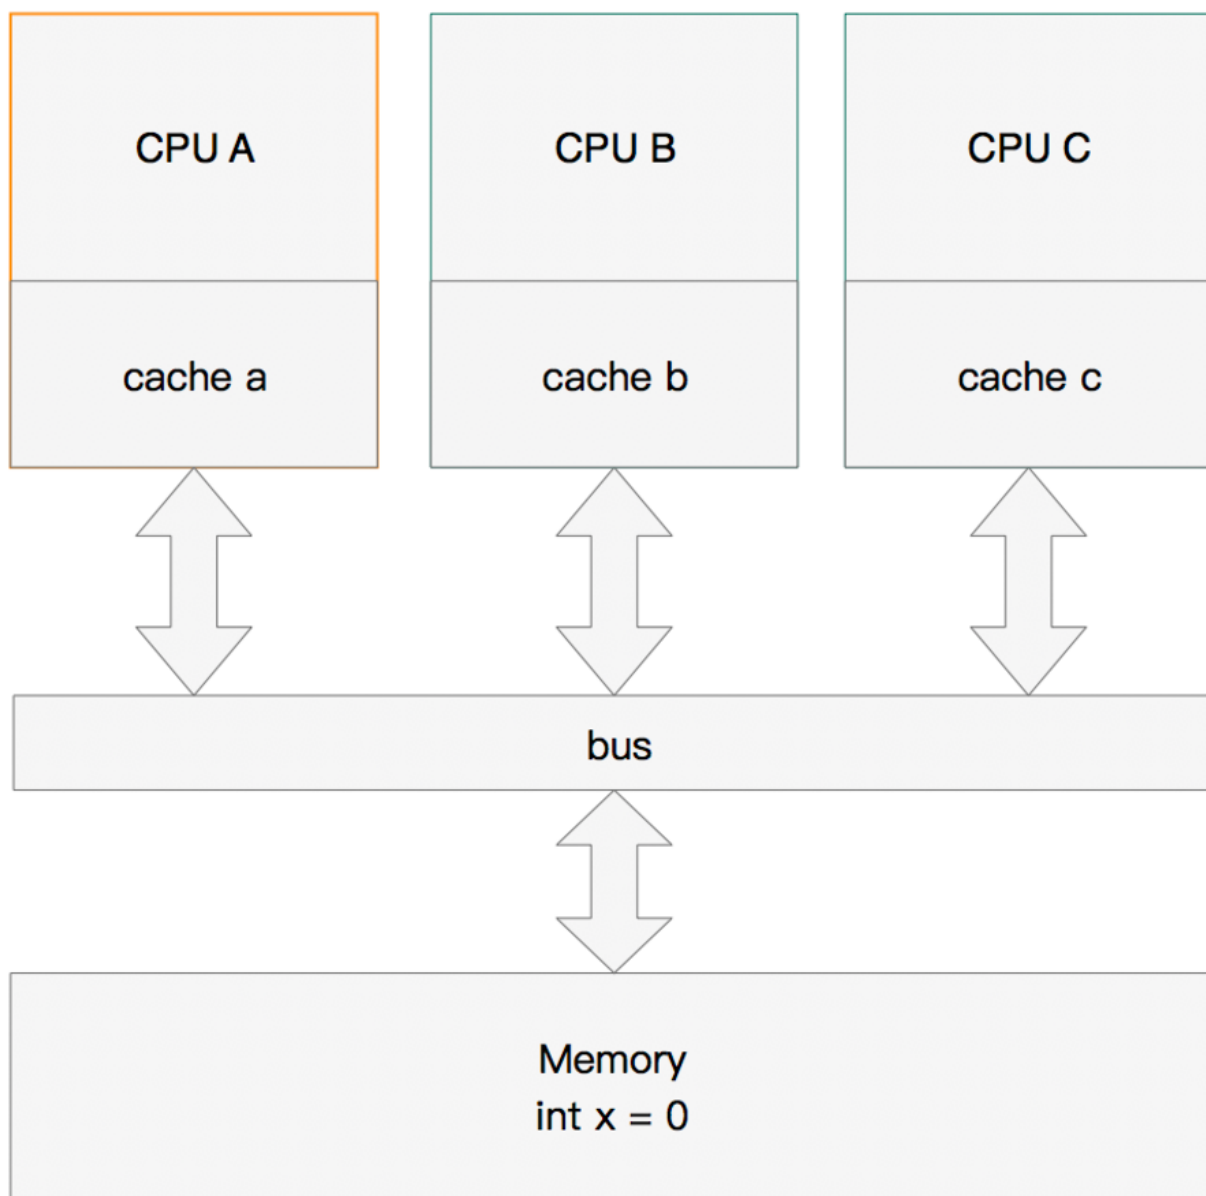 CPU A
CPU B
CPU C
cache a
cache b
cache c
bus
Memory
int x = 0